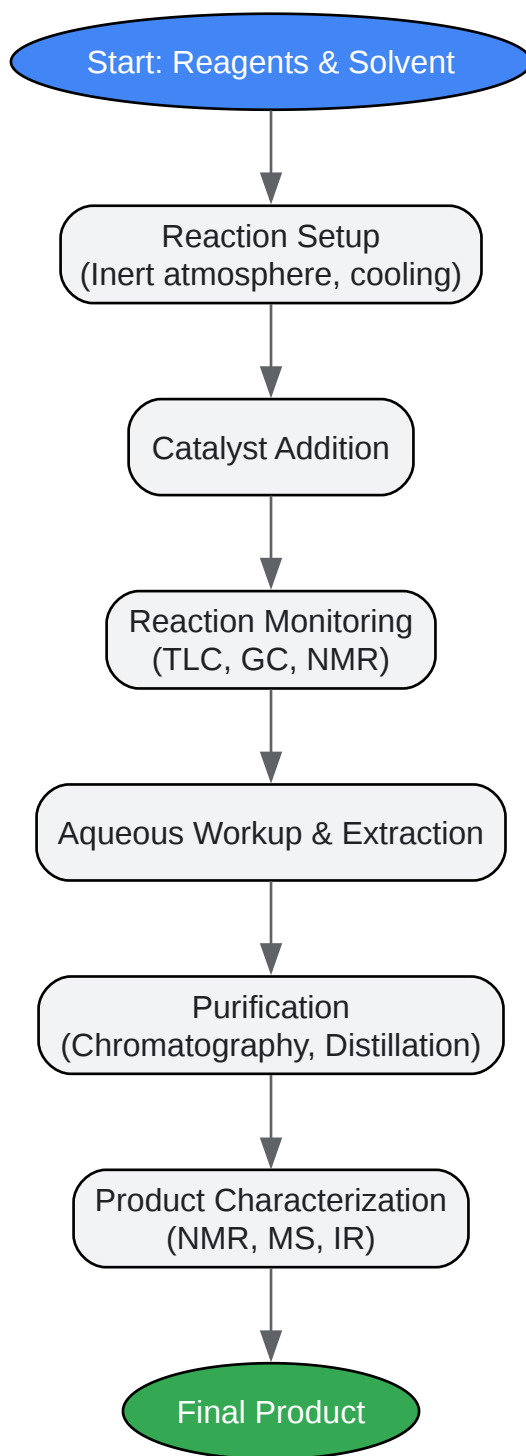 Start: Reagents & Solvent
Reaction Setup
(Inert atmosphere, cooling)
Catalyst Addition
Reaction Monitoring
(TLC, GC, NMR)
Aqueous Workup & Extraction
Purification
(Chromatography, Distillation)
Product Characterization
(NMR, MS, IR)
Final Product